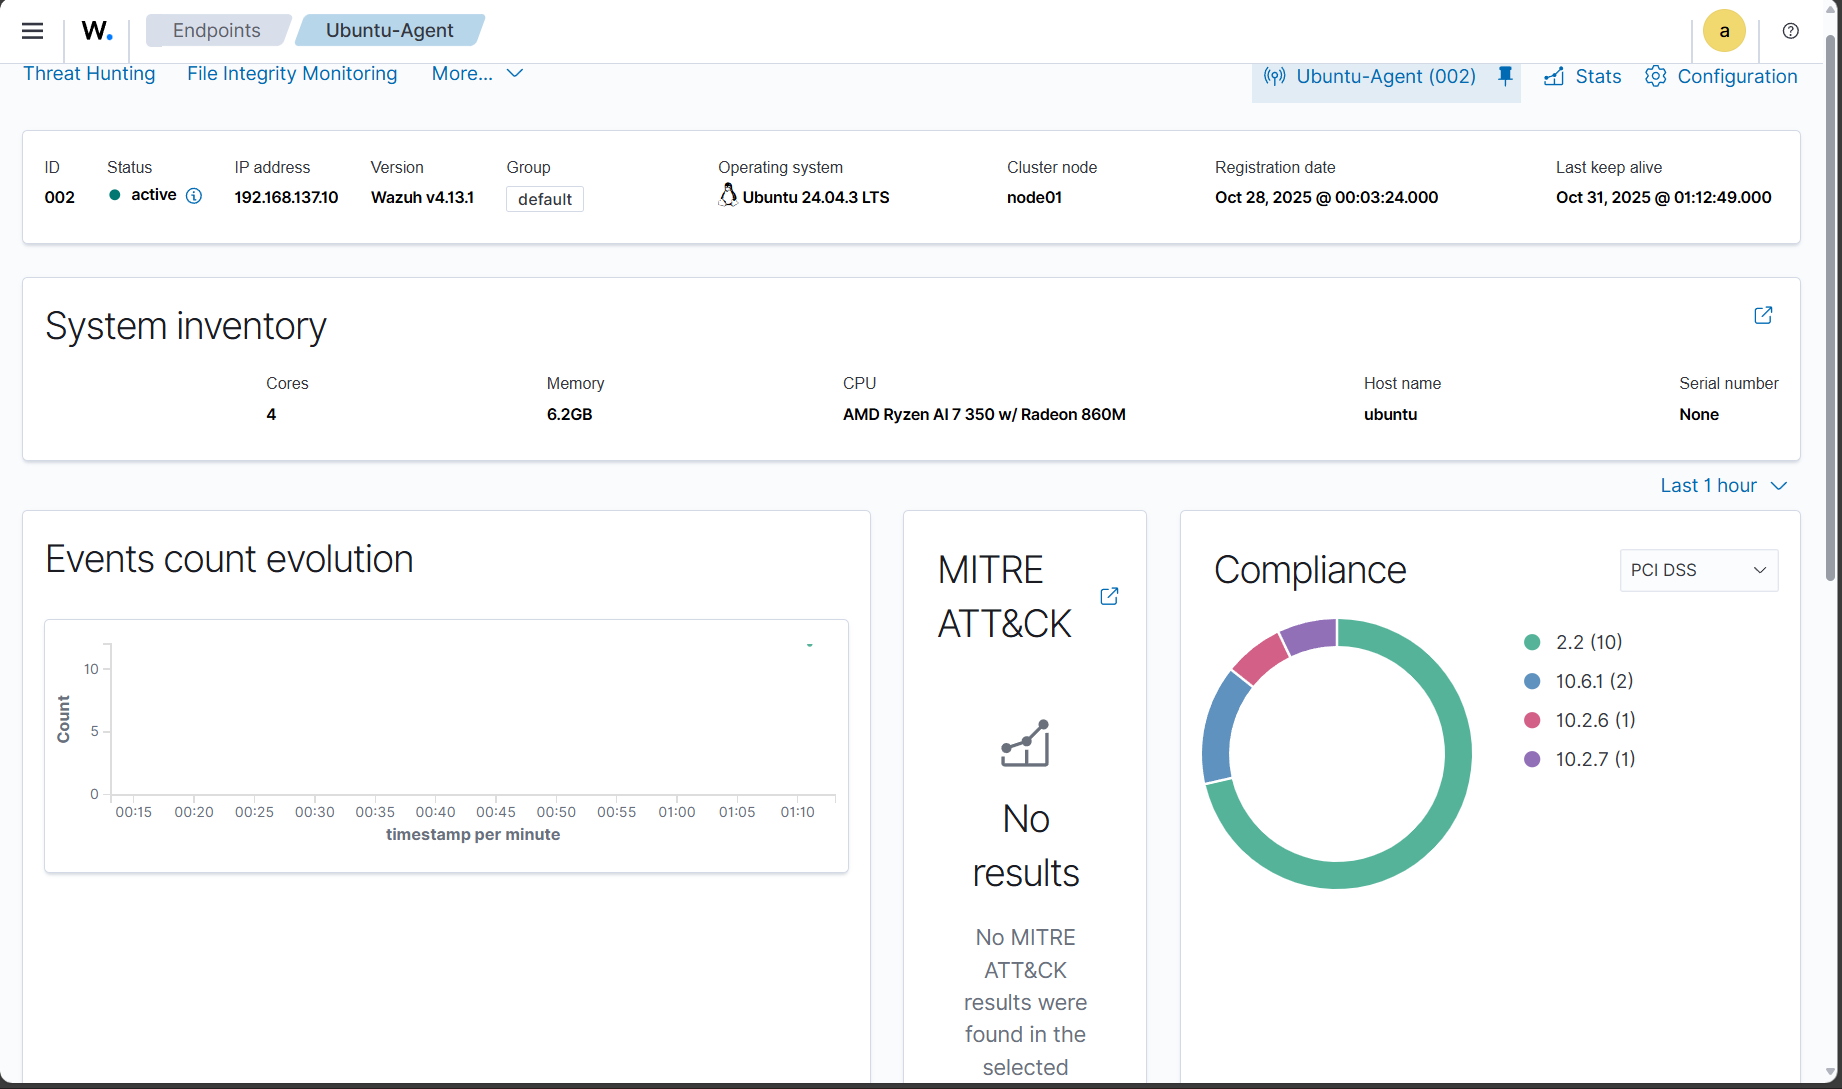 W.
Endpoints
Ubuntu-Agent
a
Threat Hunting
File Integrity Monitoring
More...
Ubuntu-Agent (002)
Stats
Configuration
ID
Status
IP address
Version
Group
Operating system
Cluster node
Registration date
Last keep alive
002
active
192.168.137.10
Wazuh v4.13.1
default
Ubuntu 24.04.3 LTS
node01
Oct 28, 2025 @ 00:03:24.000
Oct 31, 2025 @ 01:12:49.000
System inventory
Cores
Memory
CPU
Host name
Serial number
4
6.2GB
AMD Ryzen AI 7 350 w/ Radeon 860M
ubuntu
None
Last 1 hour
Events count evolution
Count
10
5
0
00:15
00:20
00:25
00:30
00:35
00:40
00:45
00:50
00:55
01:00
01:05
01:10
timestamp per minute
MITRE
ATT&CK
No
results
No MITRE
ATT&CK
results were
found in the
selected
Compliance
PCI DSS
2.2 (10)
10.6.1 (2)
10.2.6 (1)
10.2.7 (1)